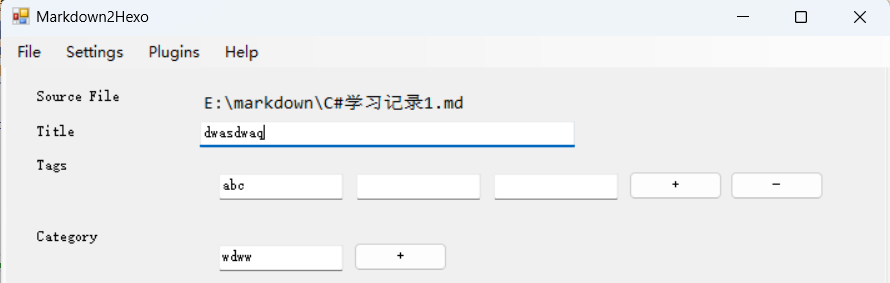 Markdown2Hexo
File Settings Plugins Help
Source File E:\markdown\C#学习记录1.md
Title dwasdwaq
Tags
abc + -
Category
wdww +